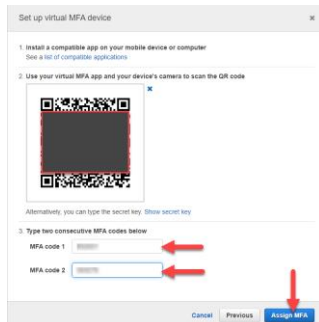 Set up virtual MFA device ×
1. Install a compatible app on your mobile device or computer
See a list of compatible applications
2. Use your virtual MFA app and your device's camera to scan the QR code
Alternatively, you can type the secret key. Show secret key
3. Type two consecutive MFA codes below
MFA code 1
MFA code 2
Cancel Previous Assign MFA